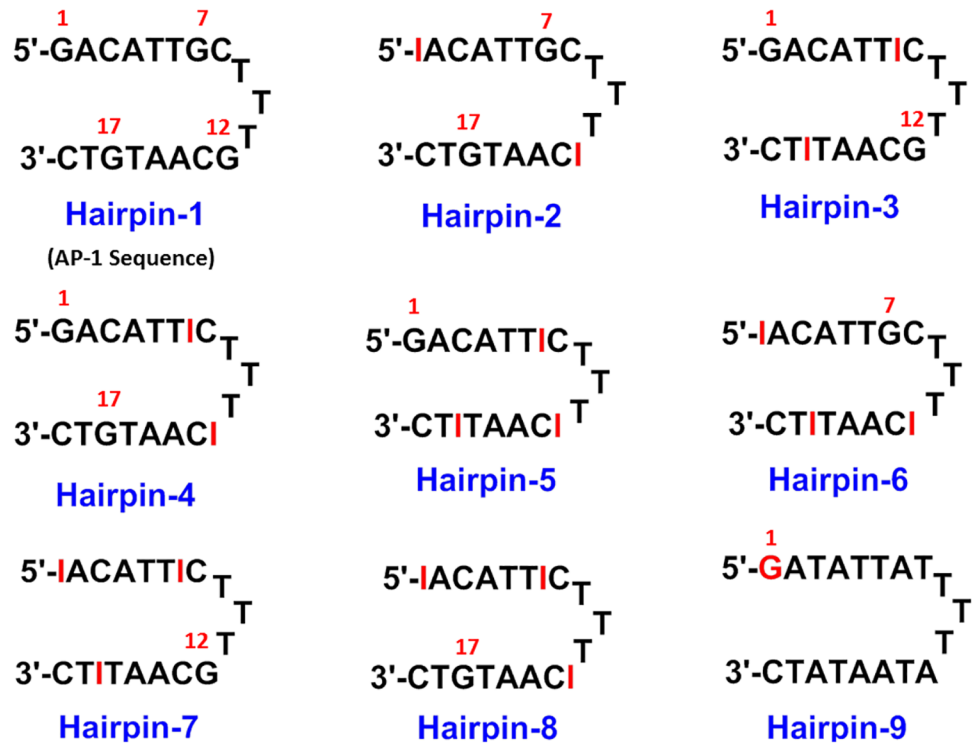 1 7
5'-GACATTGC
T
T
T
17 12
3'-CTGTAACG
Hairpin-1
(AP-1 Sequence)
7
5'-IACATTGC
T
T
T
17
3'-CTGTAACI
Hairpin-2
1
5'-GACATTIC
T
T
T
12
3'-CTITAACG
Hairpin-3
1
5'-GACATTIC
T
T
T
17
3'-CTGTAACI
Hairpin-4
1
5'-GACATTIC
T
T
T
3'-CTITAACI
Hairpin-5
7
5'-IACATTGC
T
T
T
3'-CTITAACI
Hairpin-6
5'-IACATTIC
T
T
T
12
3'-CTITAACG
Hairpin-7
5'-IACATTIC
T
T
T
17
3'-CTGTAACI
Hairpin-8
1
5'-GATATTAT
T
T
T
3'-CTATAATA
Hairpin-9